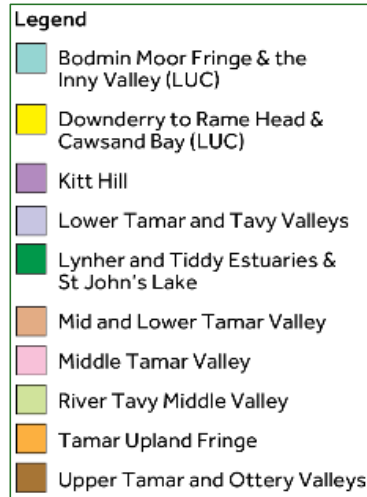 Legend
Bodmin Moor Fringe & the
Inny Valley (LUC)
Downderry to Rame Head &
Cawsand Bay (LUC)
Kitt Hill
Lower Tamar and Tavy Valleys
Lynher and Tiddy Estuaries &
St John's Lake
Mid and Lower Tamar Valley
Middle Tamar Valley
River Tavy Middle Valley
Tamar Upland Fringe
Upper Tamar and Ottery Valleys